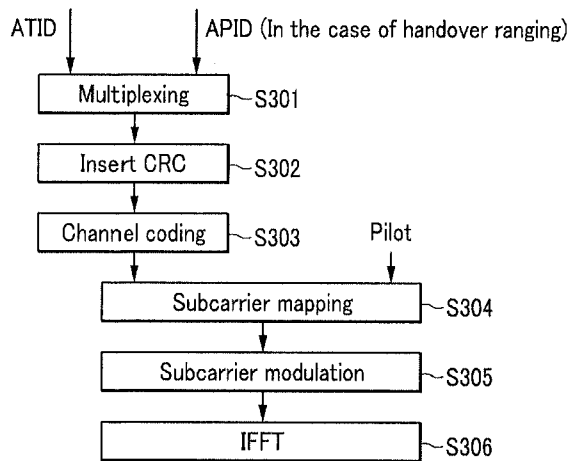 ATID
APID (In the case of handover ranging)
Multiplexing
S301
Insert CRC
S302
Channel coding
S303
Pilot
Subcarrier mapping
S304
Subcarrier modulation
S305
IFFT
S306